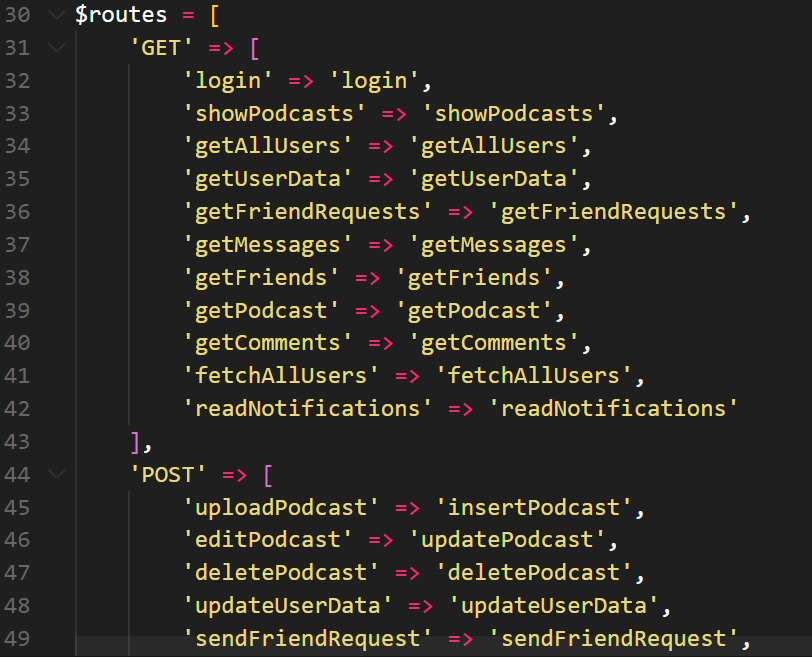 30 $routes = [
31 'GET' => [
32 'login' => 'login',
33 'showPodcasts' => 'showPodcasts',
34 'getAllUsers' => 'getAllUsers',
35 'getUserData' => 'getUserData',
36 'getFriendRequests' => 'getFriendRequests',
37 'getMessages' => 'getMessages',
38 'getFriends' => 'getFriends',
39 'getPodcast' => 'getPodcast',
40 'getComments' => 'getComments',
41 'fetchAllUsers' => 'fetchAllUsers',
42 'readNotifications' => 'readNotifications'
43 ],
44 'POST' => [
45 'uploadPodcast' => 'insertPodcast',
46 'editPodcast' => 'updatePodcast',
47 'deletePodcast' => 'deletePodcast',
48 'updateUserData' => 'updateUserData',
49 'sendFriendRequest' => 'sendFriendRequest',